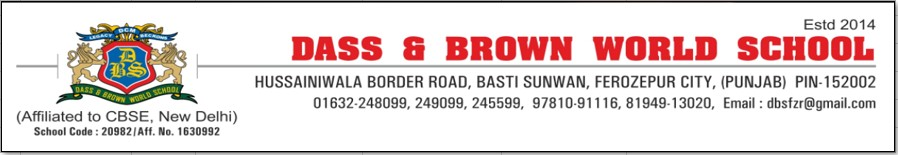 Estd 2014
DCM
LEGACY BECKONS
DBS
DASS & BROWN WORLD SCHOOL
DASS & BROWN WORLD SCHOOL
HUSSAINIWALA BORDER ROAD, BASTI SUNWAN, FEROZEPUR CITY, (PUNJAB) PIN-152002
01632-248099, 249099, 245599, 97810-91116, 81949-13020, Email : dbsfzr@gmail.com
(Affiliated to CBSE, New Delhi)
School Code : 20982/Aff. No. 1630992